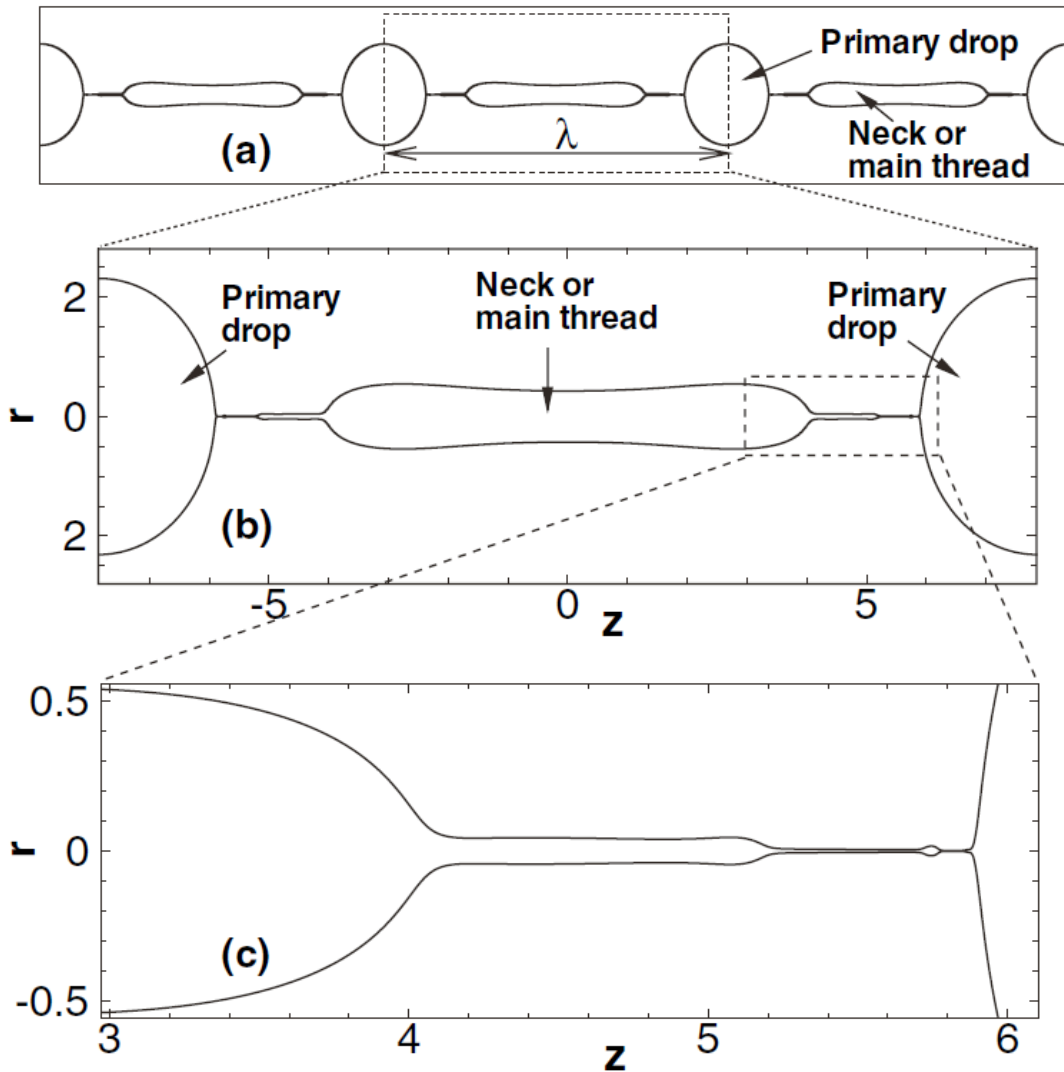 Primary drop
Neck or
main thread
(a)
λ
Primary
drop
Neck or
main thread
Primary
drop
2
0
2
r
(b)
-5
0
5
z
0.5
0
-0.5
r
(c)
3
4
5
6
z